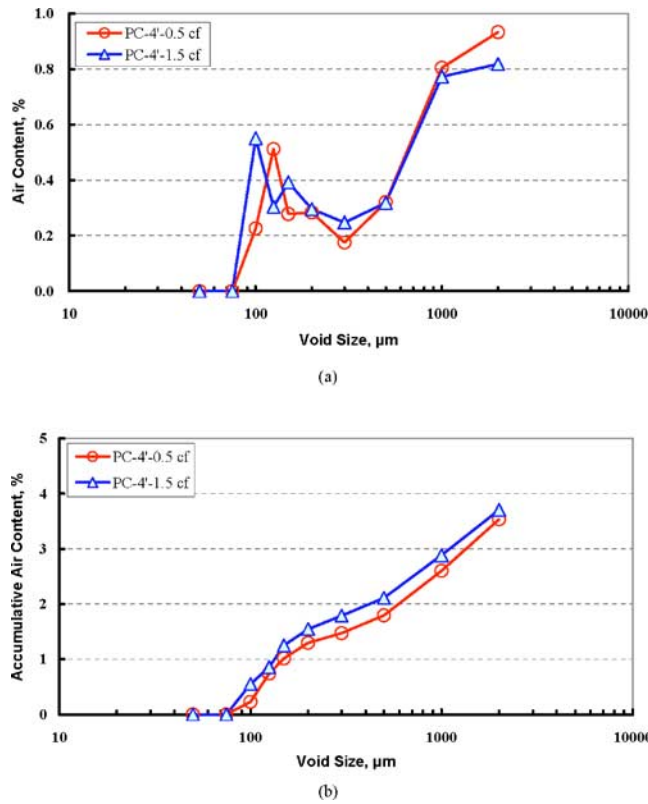 1.0
0.8
0.6
0.4
0.2
0.0
Air Content, %
PC-4'-0.5 cf
PC-4'-1.5 cf
10 100 1000 10000
Void Size, µm
(a)
5
4
3
2
1
0
Accumulative Air Content, %
PC-4'-0.5 cf
PC-4'-1.5 cf
10 100 1000 10000
Void Size, µm
(b)